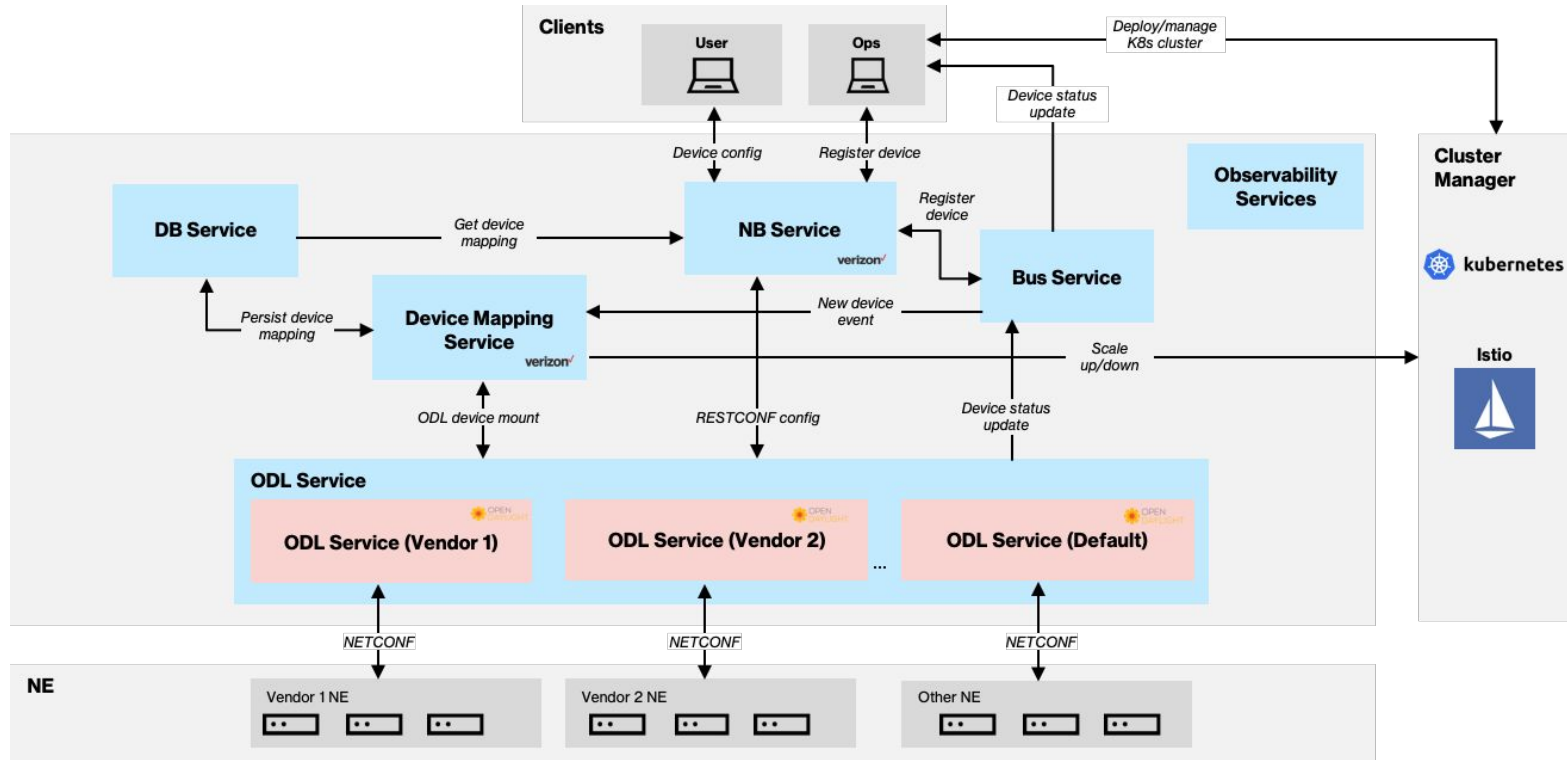 Clients
User
Ops
Deploy/manage
K8s cluster
Device status
update
Device config
Register device
Cluster
Manager
Observability
Services
DB Service
Get device
mapping
NB Service
verizon
Register
device
Bus Service
kubernetes
Persist device
mapping
Device Mapping
Service
verizon
New device
event
Scale
up/down
Istio
ODL device mount
RESTCONF config
Device status
update
ODL Service
OPEN
DAYLIGHT
ODL Service (Vendor 1)
OPEN
DAYLIGHT
ODL Service (Vendor 2)
...
OPEN
DAYLIGHT
ODL Service (Default)
NETCONF
NETCONF
NETCONF
NE
Vendor 1 NE
Vendor 2 NE
Other NE